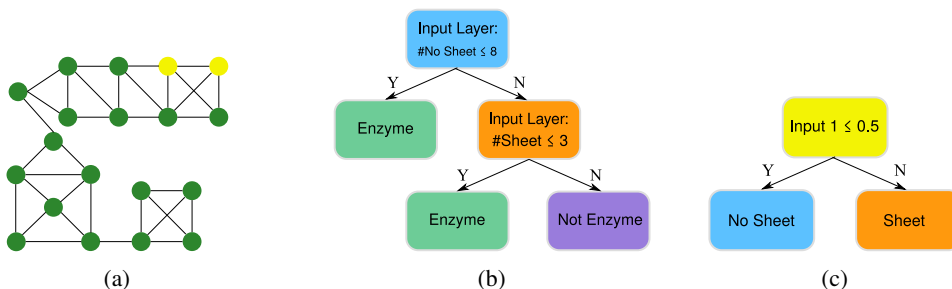 Input Layer:
#No Sheet ≤ 8
Y
N
Enzyme
Input Layer:
#Sheet ≤ 3
Y
N
Enzyme
Not Enzyme
Input 1 ≤ 0.5
Y
N
No Sheet
Sheet
(a)
(b)
(c)